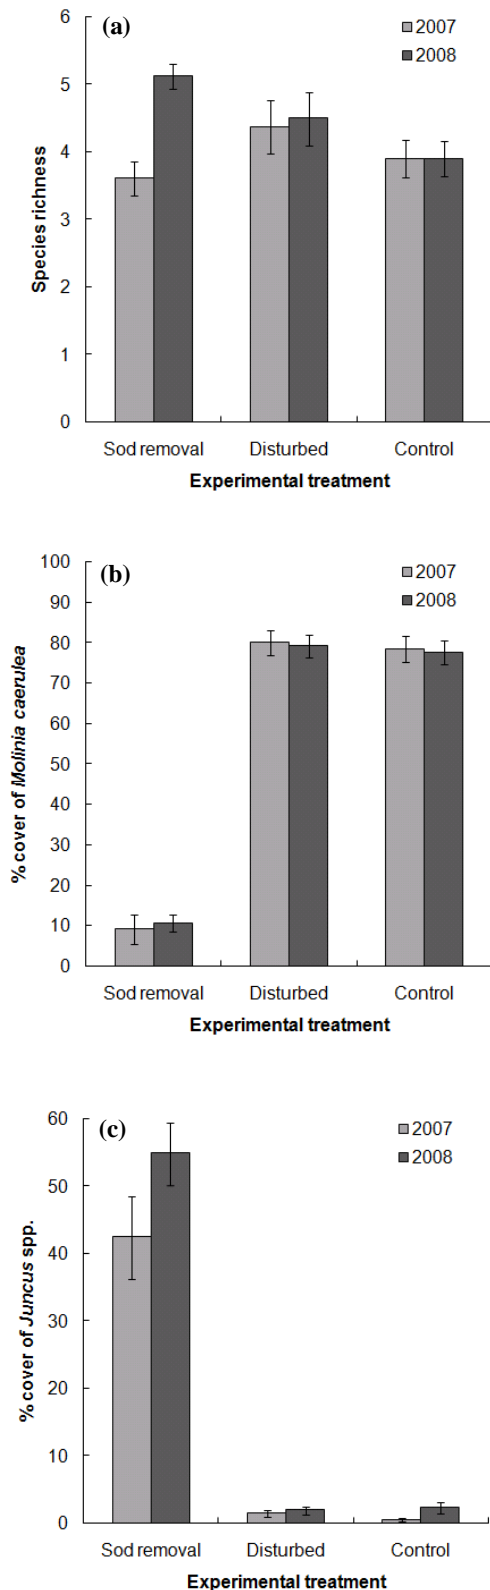 (a)
2007
2008
Species richness
6
5
4
3
2
1
0
Sod removal Disturbed Control
Experimental treatment
(b)
2007
2008
% cover of Molinia caerulea
100
90
80
70
60
50
40
30
20
10
0
Sod removal Disturbed Control
Experimental treatment
(c)
2007
2008
% cover of Juncus spp.
60
50
40
30
20
10
0
Sod removal Disturbed Control
Experimental treatment